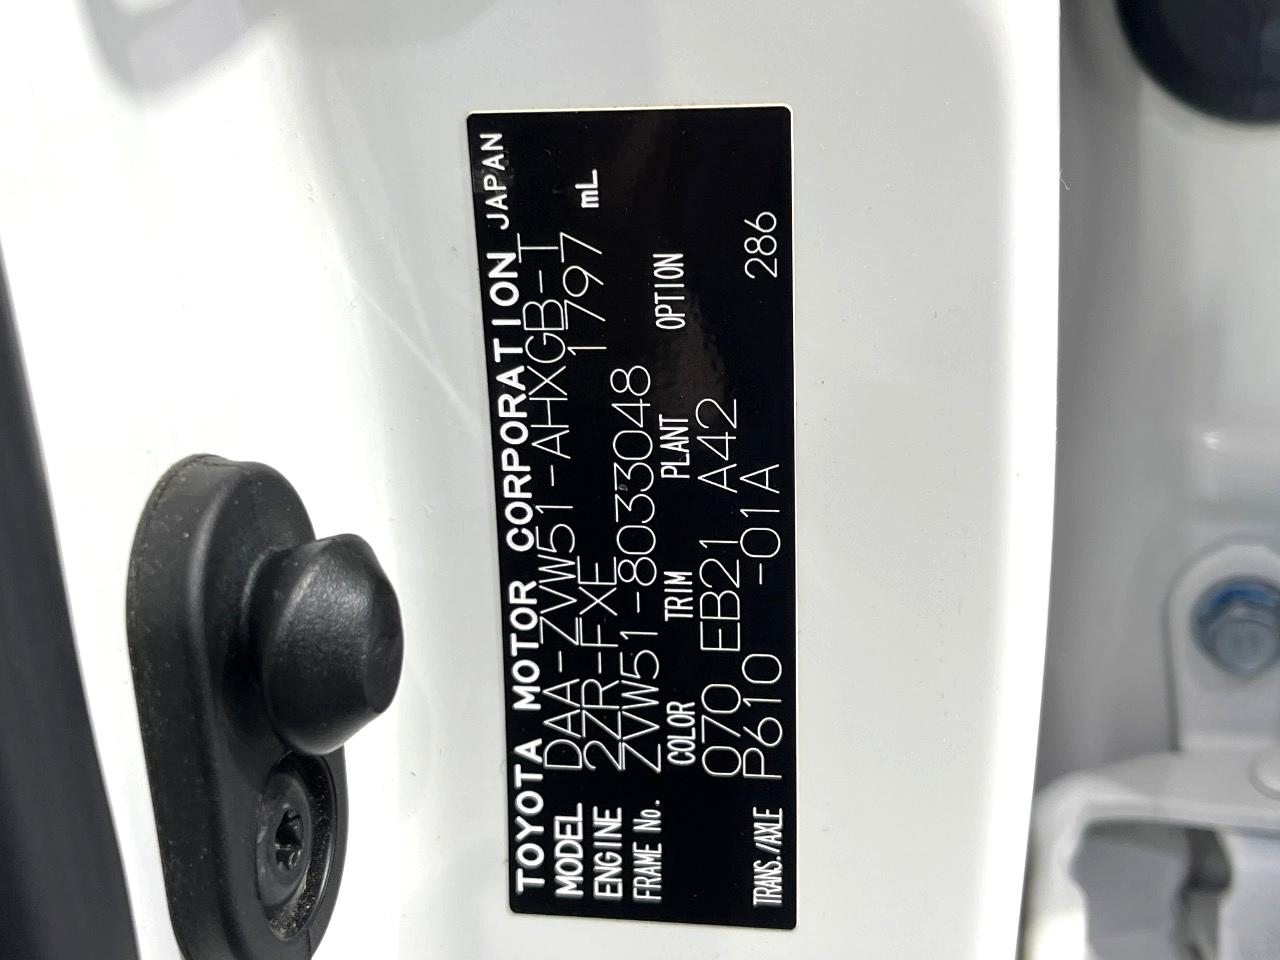 TOYOTA MOTOR CORPORATION JAPAN
MODEL DAA-ZVW51-AHXGB-T
ENGINE 2ZR-FXE 1797 mL
FRAME No. ZVW51-8033048
COLOR TRIM PLANT OPTION
070 EB21 A42
TRANS./AXLE P610 -01A 286